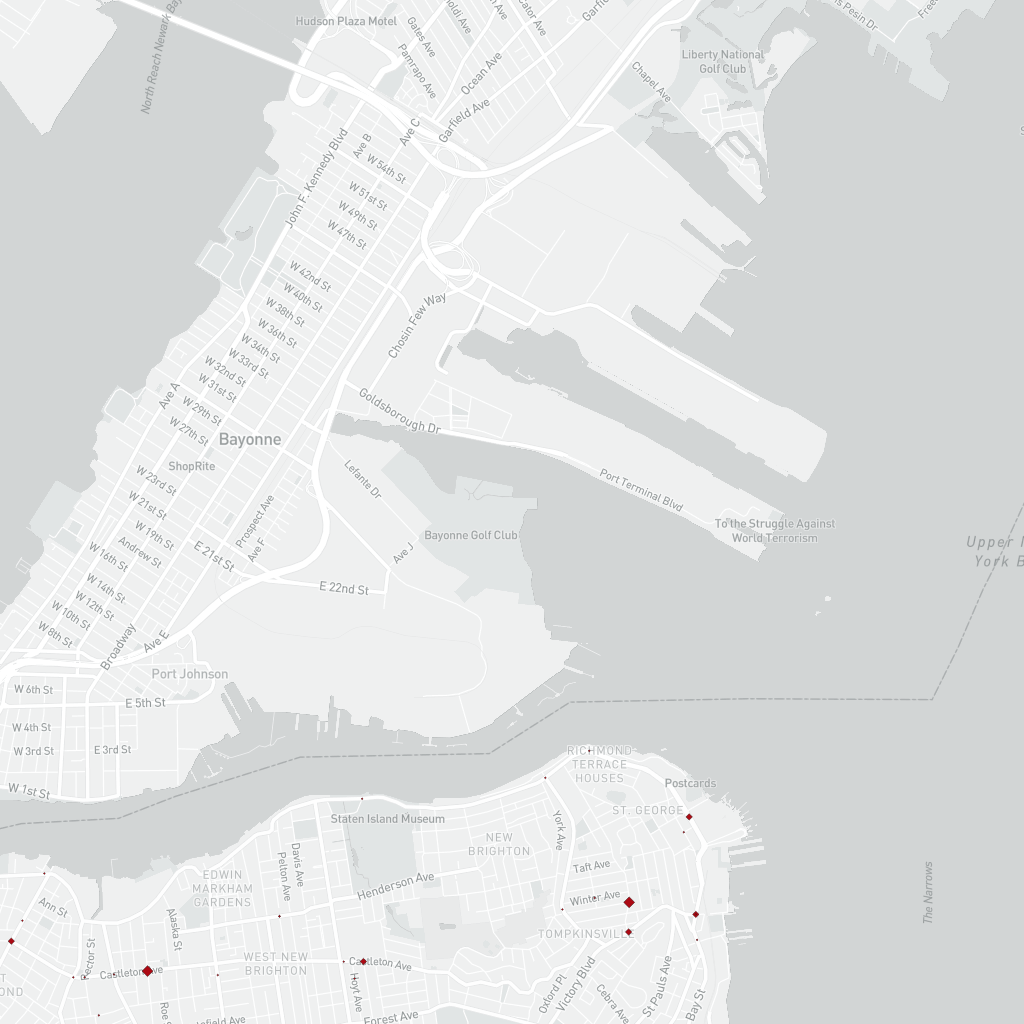 Hudson Plaza Motel
North Reach Newark Bay
Gates Ave
Pamrapo Ave
Ocean Ave
Garfield Ave
Chapel Ave
Liberty National
Golf Club
Pesin Dr
John F. Kennedy Blvd
Ave B
Ave C
W 54th St
W 51st St
W 49th St
W 47th St
W 42nd St
W 40th St
W 38th St
W 36th St
W 34th St
W 33rd St
W 32nd St
W 31st St
W 29th St
W 27th St
Chosin Few Way
Ave A
Goldsborough Dr
Bayonne
ShopRite
Lefante Dr
W 23rd St
W 21st St
W 19th St
Andrew St
W 16th St
W 14th St
W 12th St
W 10th St
W 8th St
Prospect Ave
Ave F
E 21st St
Ave J
E 22nd St
Bayonne Golf Club
Port Terminal Blvd
To the Struggle Against
World Terrorism
Upper
York B
Broadway
Ave E
Port Johnson
W 6th St
E 5th St
W 4th St
W 3rd St
E 3rd St
W 1st St
RICHMOND
TERRACE
HOUSES
Postcards
ST. GEORGE
Staten Island Museum
NEW
BRIGHTON
York Ave
Taft Ave
Winter Ave
TOMPKINSVILLE
EDWIN
MARKHAM
GARDENS
Davis Ave
Pelton Ave
Henderson Ave
Ann St
Alaska St
Rector St
Castleton Ave
WEST NEW
BRIGHTON
Castleton Ave
Hoyt Ave
Forest Ave
Oxford Pl
Victory Blvd
Cebra Ave
St Pauls Ave
Bay St
The Narrows